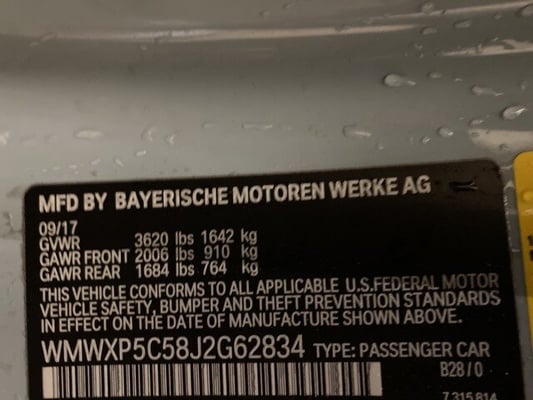 MFD BY BAYERISCHE MOTOREN WERKE AG
09/17
GVWR 3620 lbs 1642 kg
GAWR FRONT 2006 lbs 910 kg
GAWR REAR 1684 lbs 764 kg
THIS VEHICLE CONFORMS TO ALL APPLICABLE U.S.FEDERAL MOTOR
VEHICLE SAFETY, BUMPER AND THEFT PREVENTION STANDARDS
IN EFFECT ON THE DATE OF MANUFACTURE SHOWN ABOVE.
WMWXP5C58J2G62834 TYPE: PASSENGER CAR
B28 / 0
7.315.814